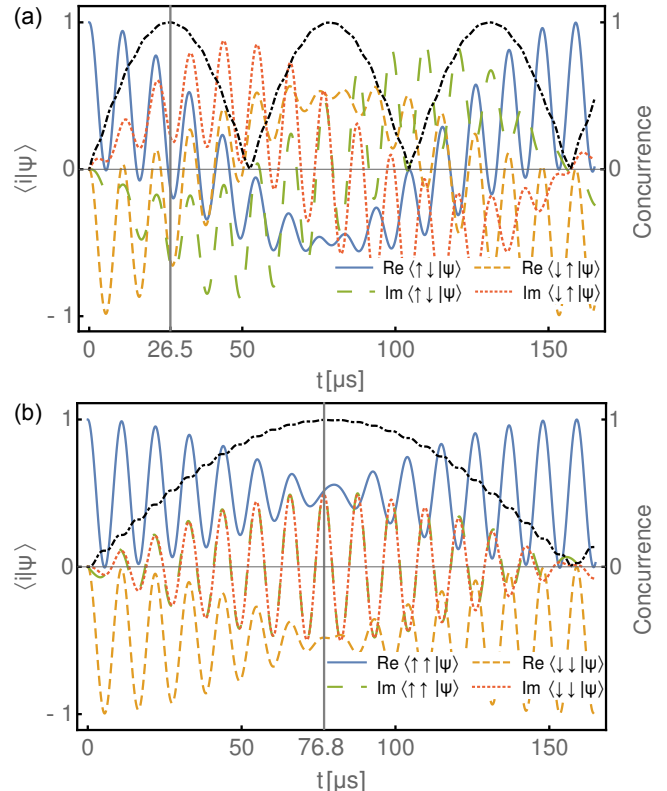 (a)
1
0
- 1
⟨i|ψ⟩
1
0
Concurrence
Re ⟨↑↓|ψ⟩ Re ⟨↓↑|ψ⟩
Im ⟨↑↓|ψ⟩ Im ⟨↓↑|ψ⟩
0 26.5 50 100 150
t[μs]
(b)
1
0
-1
⟨i|ψ⟩
1
0
Concurrence
Re ⟨↑↑|ψ⟩ Re ⟨↓↓|ψ⟩
Im ⟨↑↑|ψ⟩ Im ⟨↓↓|ψ⟩
0 50 76.8 100 150
t[μs]